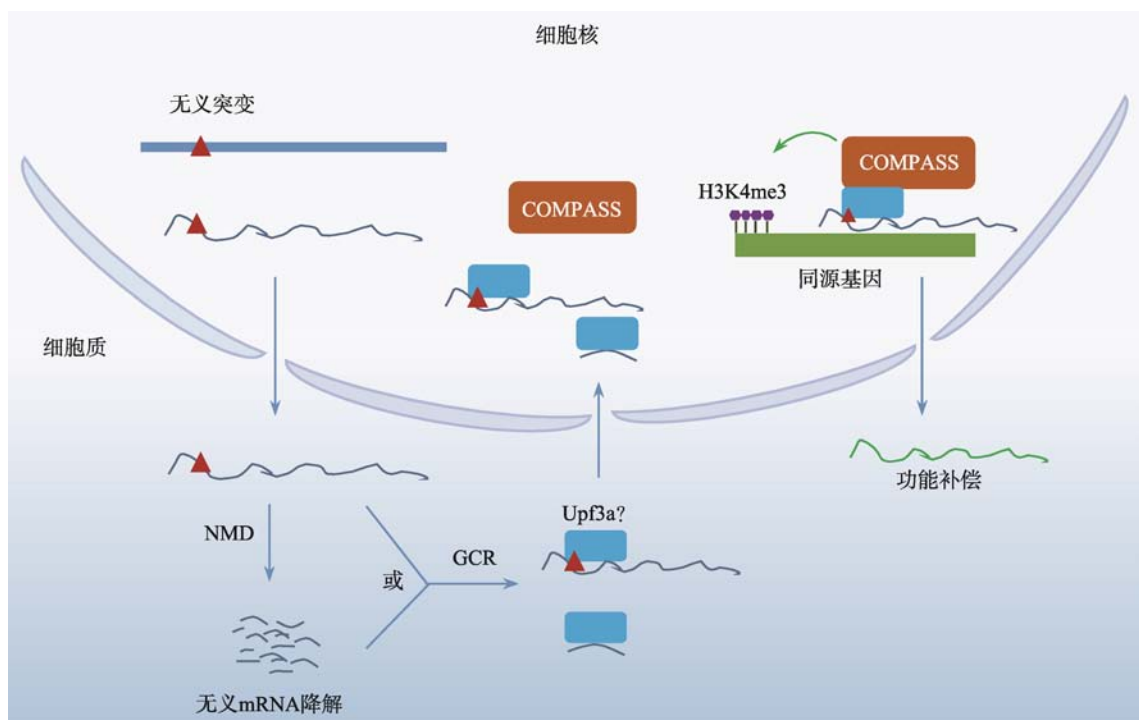 细胞核
无义突变
COMPASS
COMPASS
H3K4me3
同源基因
细胞质
功能补偿
NMD
或
GCR
Upf3a?
无义mRNA降解